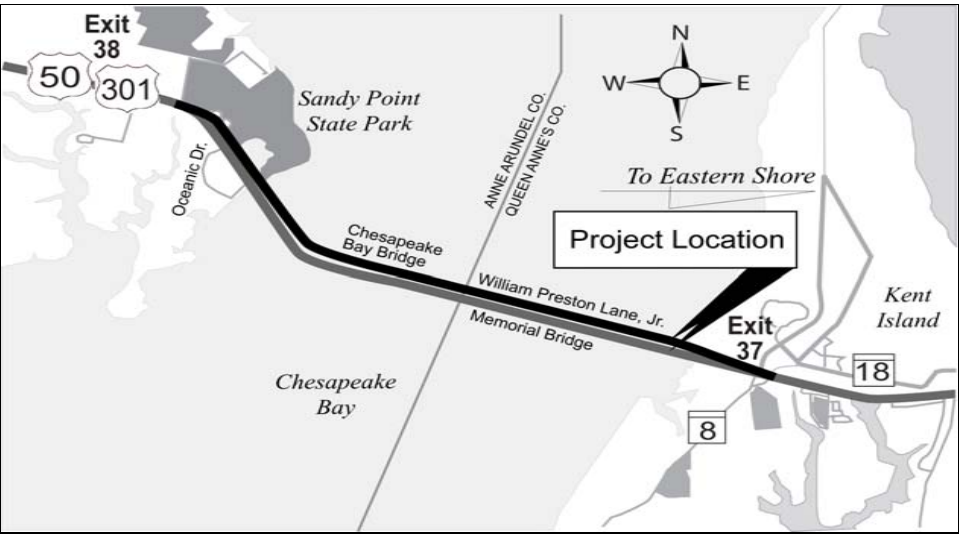 Exit
38
50
301
Sandy Point
State Park
Oceanic Dr.
N
W
E
S
ANNE ARUNDEL CO.
QUEEN ANNE'S CO.
To Eastern Shore
Project Location
Chesapeake
Bay Bridge
William Preston Lane, Jr.
Memorial Bridge
Exit
37
Kent
Island
18
8
Chesapeake
Bay